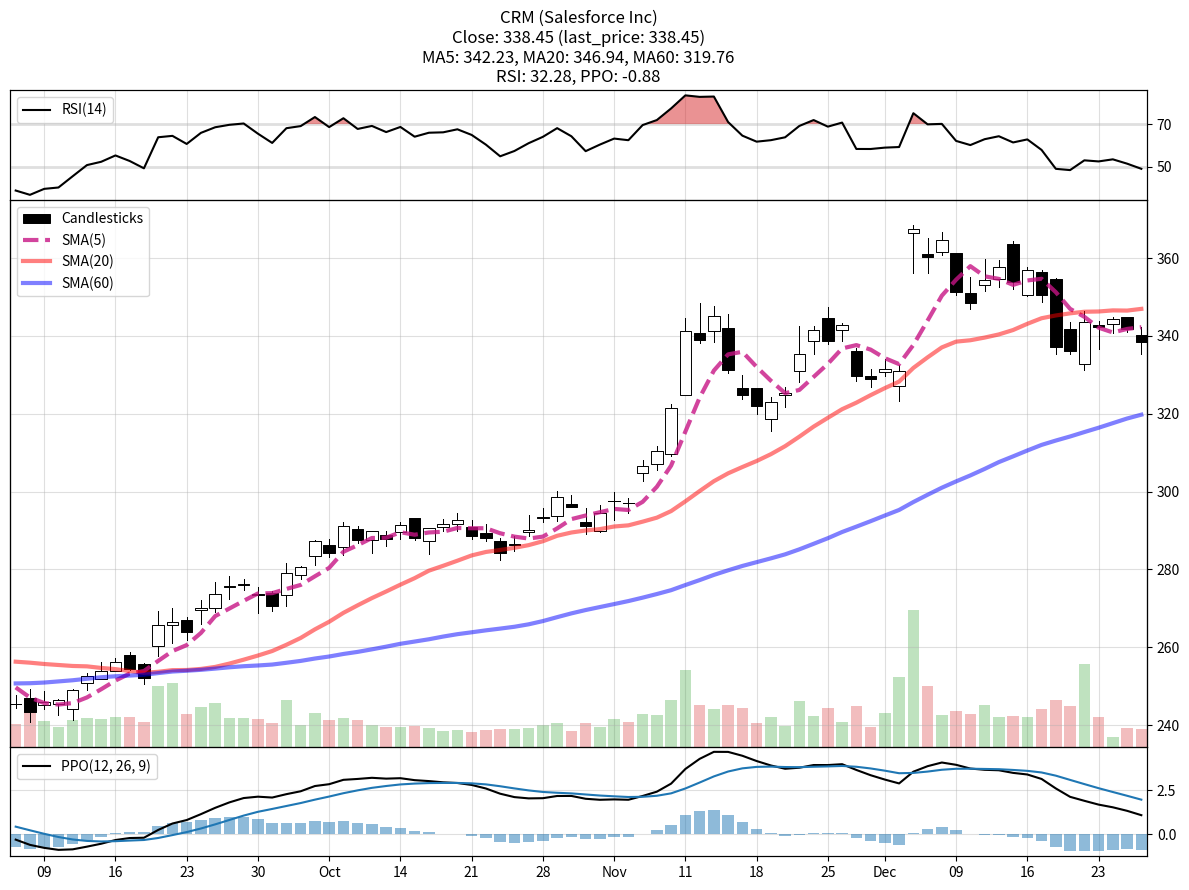 CRM (Salesforce Inc)
Close: 338.45 (last_price: 338.45)
MA5: 342.23, MA20: 346.94, MA60: 319.76
RSI: 32.28, PPO: -0.88
RSI(14)
70
50
Candlesticks
SMA(5)
SMA(20)
SMA(60)
360
340
320
300
280
260
240
PPO(12, 26, 9)
2.5
0.0
09 16 23 30 Oct 14 21 28 Nov 11 18 25 Dec 09 16 23